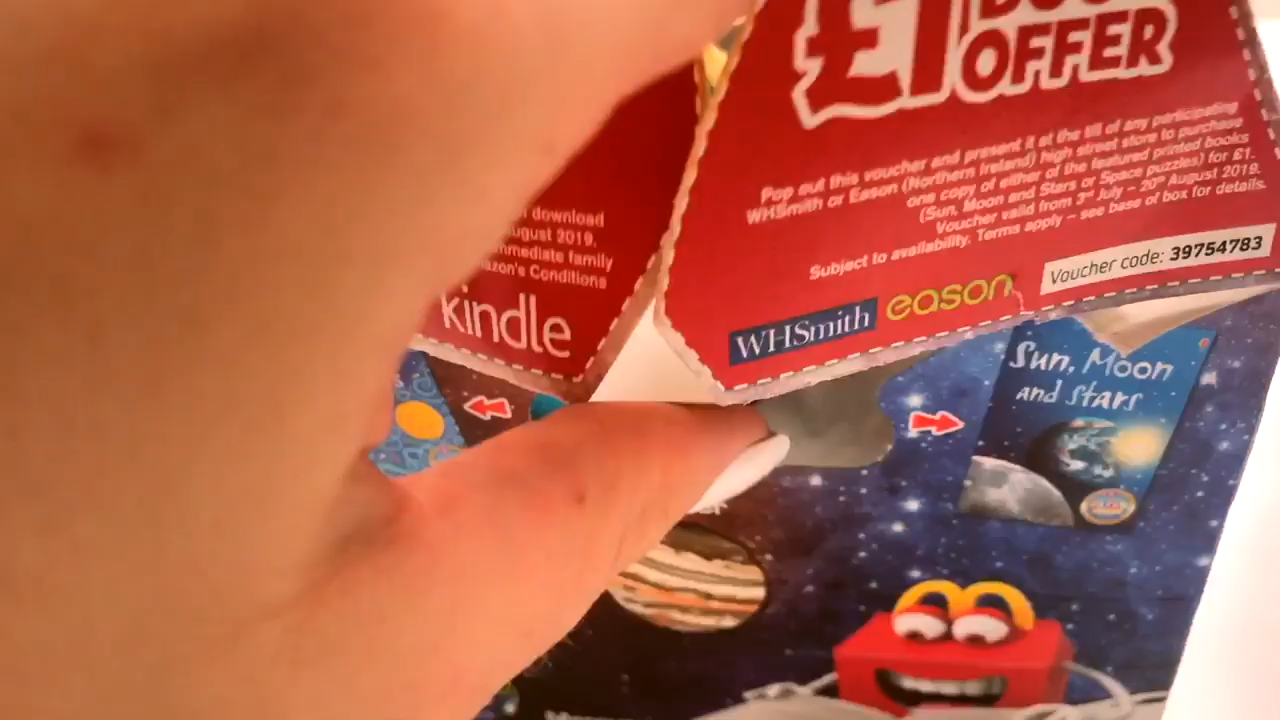 £1
OFFER
Pop out this voucher and present it at the till of any participating
WHSmith or Eason (Northern Ireland) high street store to purchase
one copy of either of the featured printed books
(Sun, Moon and Stars or Space puzzles) for £1.
Voucher valid from 3rd July – 20th August 2019.
Subject to availability. Terms apply – see base of box for details.
Voucher code: 39754783
WHSmith
eason
download
ugust 2019.
mmediate family
azon's Conditions
kindle
Sun, Moon
and Stars